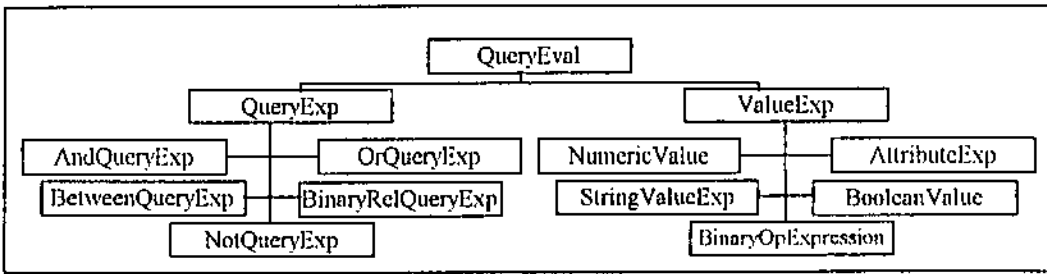 QueryEval
QueryExp ValueExp
AndQueryExp OrQueryExp NumericValue AttributeExp
BetweenQueryExp BinaryRelQueryExp StringValueExp BooleanValue
NotQueryExp BinaryOpExpression